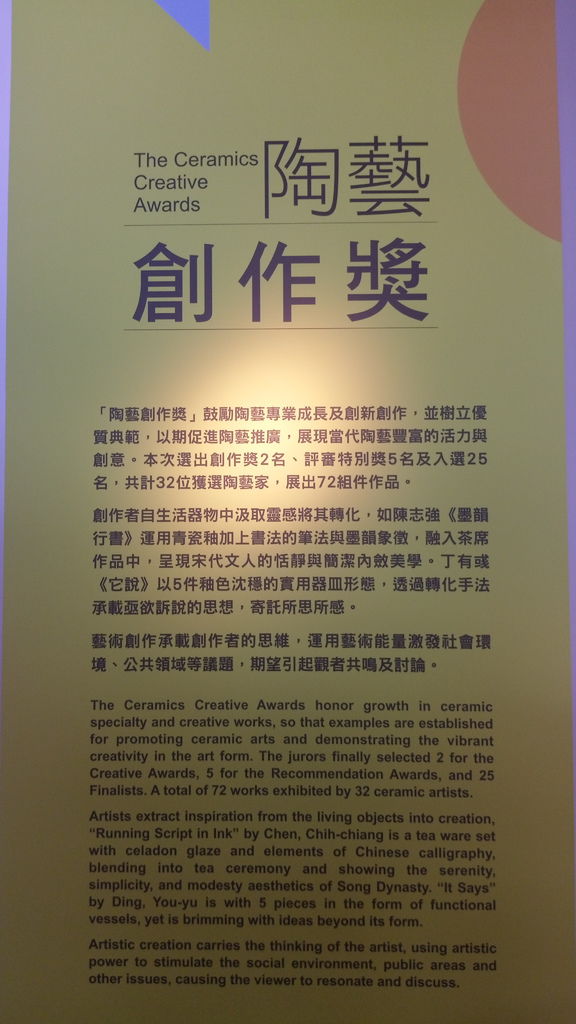 The Ceramics
Creative
Awards
陶藝
創作獎
「陶藝創作獎」鼓勵陶藝專業成長及創新創作，並樹立優
質典範，以期促進陶藝推廣，展現當代陶藝豐富的活力與
創意。本次選出創作獎2名、評審特別獎5名及入選25
名，共計32位獲選陶藝家，展出72組件作品。
創作者自生活器物中汲取靈感將其轉化，如陳志強《墨韻
行書》運用青瓷釉加上書法的筆法與墨韻象徵，融入茶席
作品中，呈現宋代文人的恬靜與簡潔內斂美學。丁有彧
《它說》以5件釉色沈穩的實用器皿形態，透過轉化手法
承載亟欲訴說的思想，寄託所思所感。
藝術創作承載創作者的思維，運用藝術能量激發社會環
境、公共領域等議題，期望引起觀者共鳴及討論。
The Ceramics Creative Awards honor growth in ceramic
specialty and creative works, so that examples are established
for promoting ceramic arts and demonstrating the vibrant
creativity in the art form. The jurors finally selected 2 for the
Creative Awards, 5 for the Recommendation Awards, and 25
Finalists. A total of 72 works exhibited by 32 ceramic artists.
Artists extract inspiration from the living objects into creation,
“Running Script in Ink” by Chen, Chih-chiang is a tea ware set
with celadon glaze and elements of Chinese calligraphy,
blending into tea ceremony and showing the serenity,
simplicity, and modesty aesthetics of Song Dynasty. “It Says”
by Ding, You-yu is with 5 pieces in the form of functional
vessels, yet is brimming with ideas beyond its form.
Artistic creation carries the thinking of the artist, using artistic
power to stimulate the social environment, public areas and
other issues, causing the viewer to resonate and discuss.